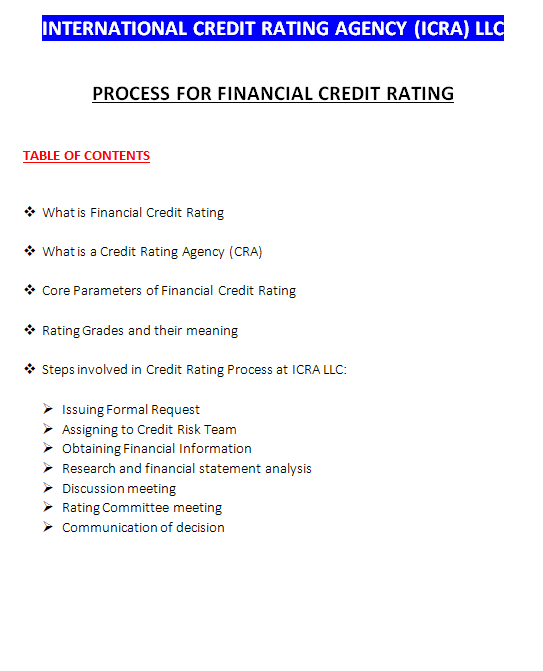 INTERNATIONAL CREDIT RATING AGENCY (ICRA) LLC
PROCESS FOR FINANCIAL CREDIT RATING
TABLE OF CONTENTS
What is Financial Credit Rating
What is a Credit Rating Agency (CRA)
Core Parameters of Financial Credit Rating
Rating Grades and their meaning
Steps involved in Credit Rating Process at ICRA LLC:
Issuing Formal Request
Assigning to Credit Risk Team
Obtaining Financial Information
Research and financial statement analysis
Discussion meeting
Rating Committee meeting
Communication of decision